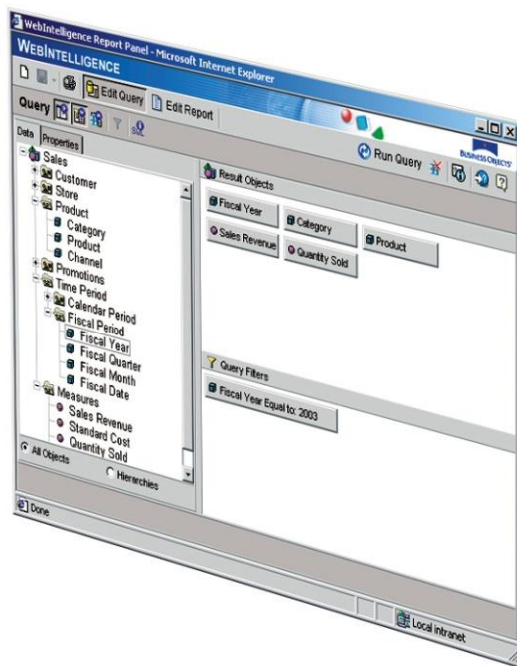 WebIntelligence Report Panel - Microsoft Internet Explorer
WEBINTELLIGENCE
Edit Query Edit Report
Query SQL Run Query BUSINESS OBJECTS
Data Properties
Sales
Customer
Store
Product
Category
Product
Channel
Promotions
Time Period
Calendar Period
Fiscal Period
Fiscal Year
Fiscal Quarter
Fiscal Month
Fiscal Date
Measures
Sales Revenue
Standard Cost
Quantity Sold
All Objects Hierarchies
Result Objects
Fiscal Year Category Product
Sales Revenue Quantity Sold
Query Filters
Fiscal Year Equal to: 2003
Done Local intranet